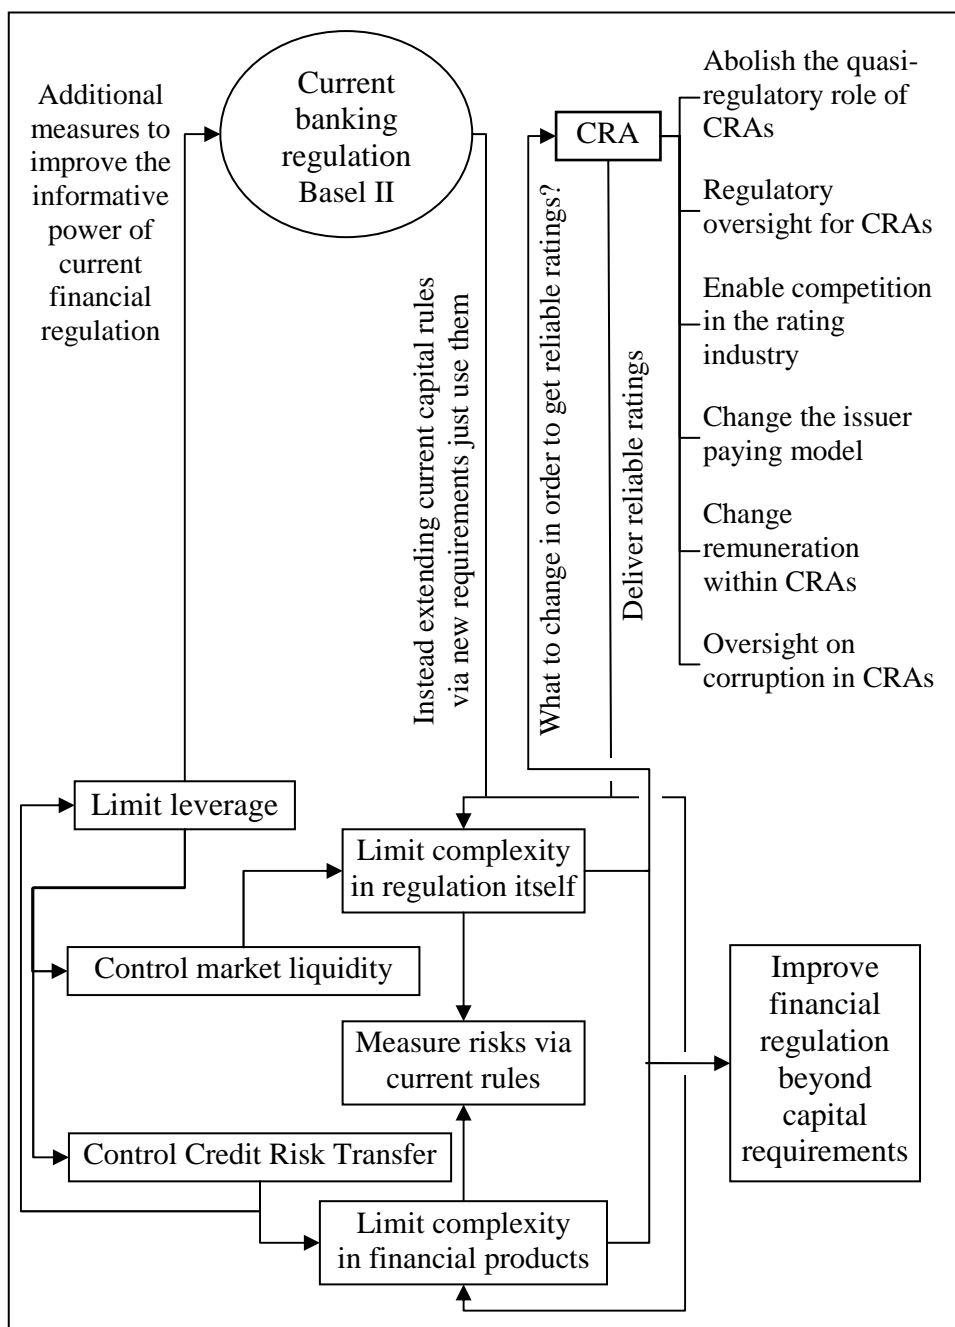 Additional
measures to
improve the
informative
power of
current
financial
regulation
Current
banking
regulation
Basel II
CRA
Abolish the quasi-
regulatory role of
CRAs
Regulatory
oversight for CRAs
Enable competition
in the rating
industry
Change the issuer
paying model
Change
remuneration
within CRAs
Oversight on
corruption in CRAs
Instead extending current capital rules
via new requirements just use them
What to change in order to get reliable ratings?
Deliver reliable ratings
Limit leverage
Limit complexity
in regulation itself
Control market liquidity
Measure risks via
current rules
Improve
financial
regulation
beyond
capital
requirements
Control Credit Risk Transfer
Limit complexity
in financial products